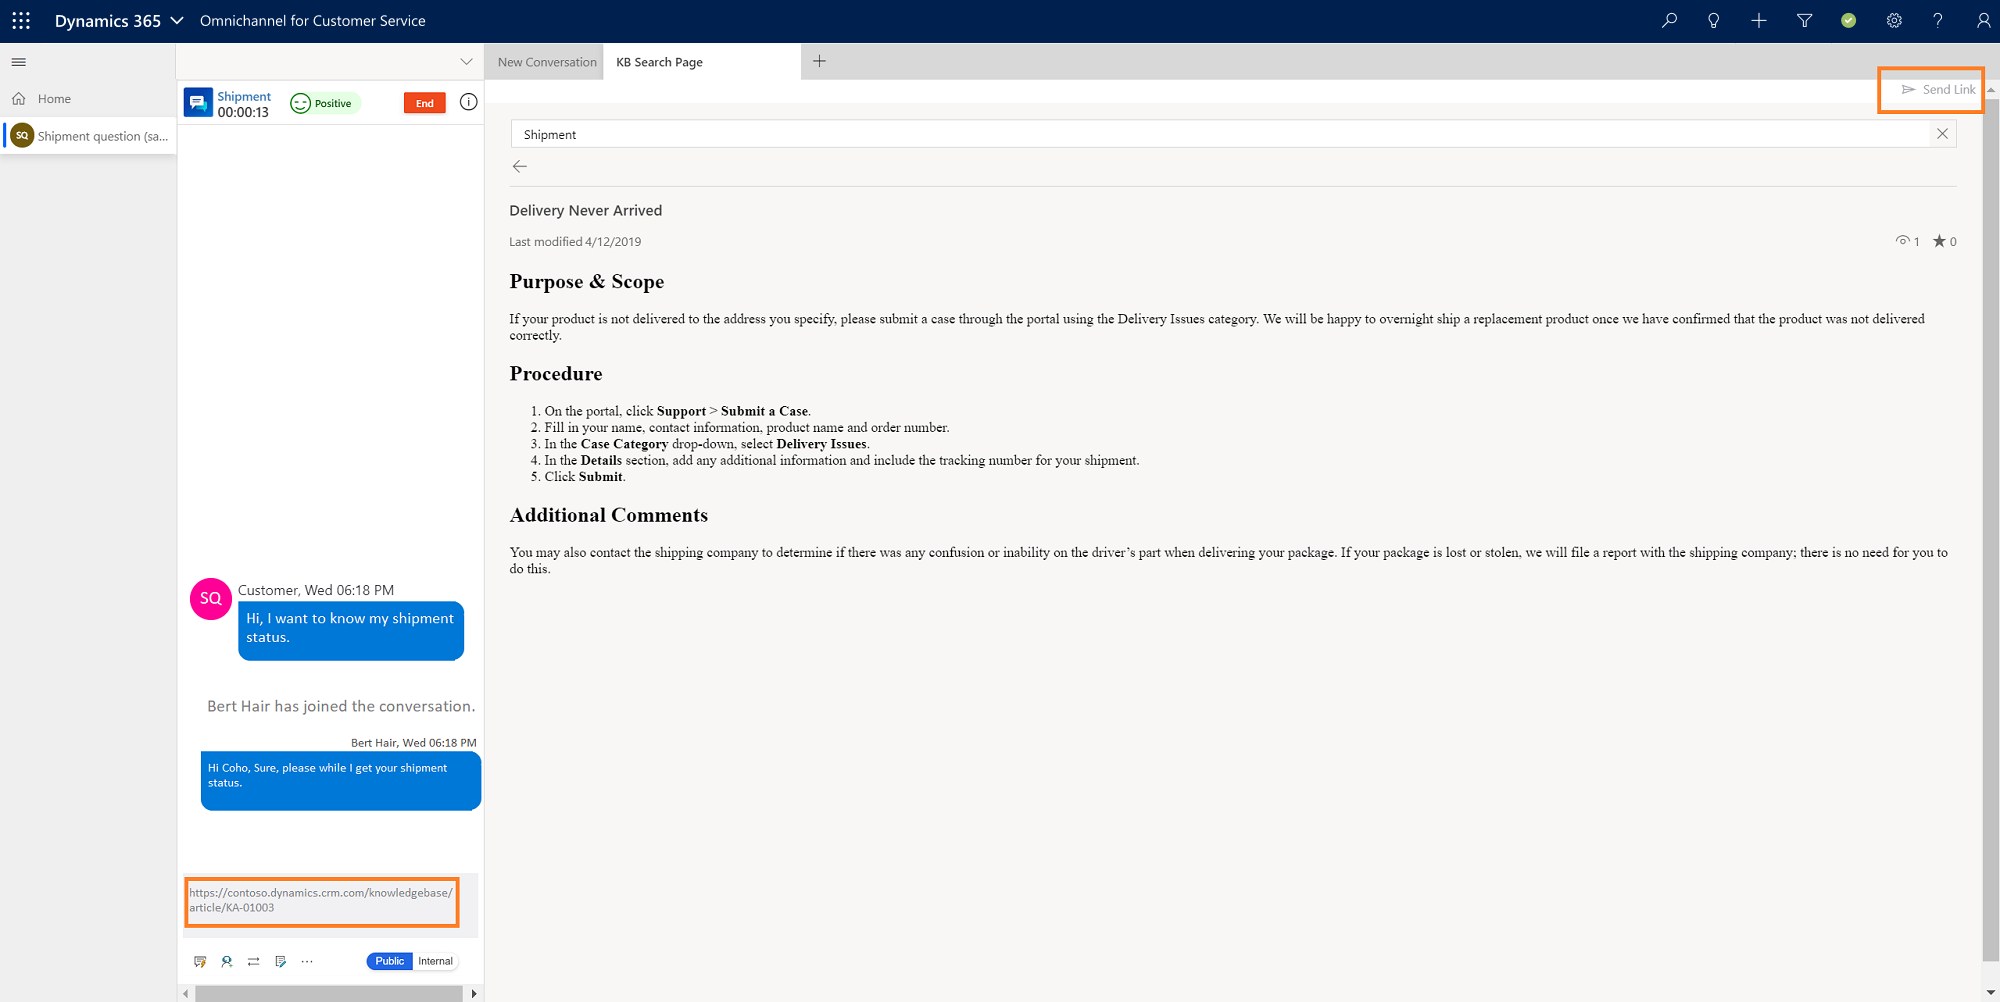 Dynamics 365
Omnichannel for Customer Service
Home
SQ
Shipment question (sa...
Shipment
00:00:13
Positive
End
SQ
Customer, Wed 06:18 PM
Hi, I want to know my shipment
status.
Bert Hair has joined the conversation.
Bert Hair, Wed 06:18 PM
Hi Coho, Sure, please while I get your shipment
status.
https://contoso.dynamics.crm.com/knowledgebase/
article/KA-01003
Public
Internal
New Conversation
KB Search Page
Send Link
Shipment
Delivery Never Arrived
Last modified 4/12/2019
1
0
Purpose & Scope
If your product is not delivered to the address you specify, please submit a case through the portal using the Delivery Issues category. We will be happy to overnight ship a replacement product once we have confirmed that the product was not delivered
correctly.
Procedure
1. On the portal, click Support > Submit a Case.
2. Fill in your name, contact information, product name and order number.
3. In the Case Category drop-down, select Delivery Issues.
4. In the Details section, add any additional information and include the tracking number for your shipment.
5. Click Submit.
Additional Comments
You may also contact the shipping company to determine if there was any confusion or inability on the driver’s part when delivering your package. If your package is lost or stolen, we will file a report with the shipping company; there is no need for you to
do this.